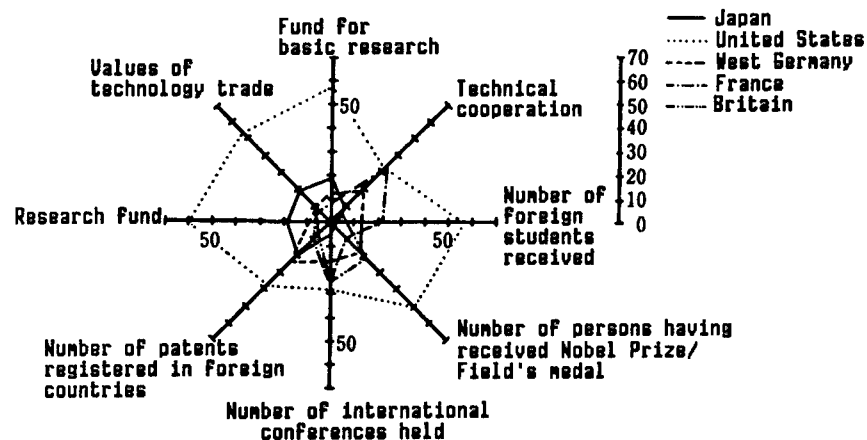 Fund for
basic research
Values of
technology trade
Technical
cooperation
Research fund
Number of
foreign
students
received
Number of patents
registered in foreign
countries
Number of international
conferences held
Number of persons having
received Nobel Prize/
Field's medal
50
50
50
50
Japan
United States
West Germany
France
Britain
70
60
50
40
30
20
10
0